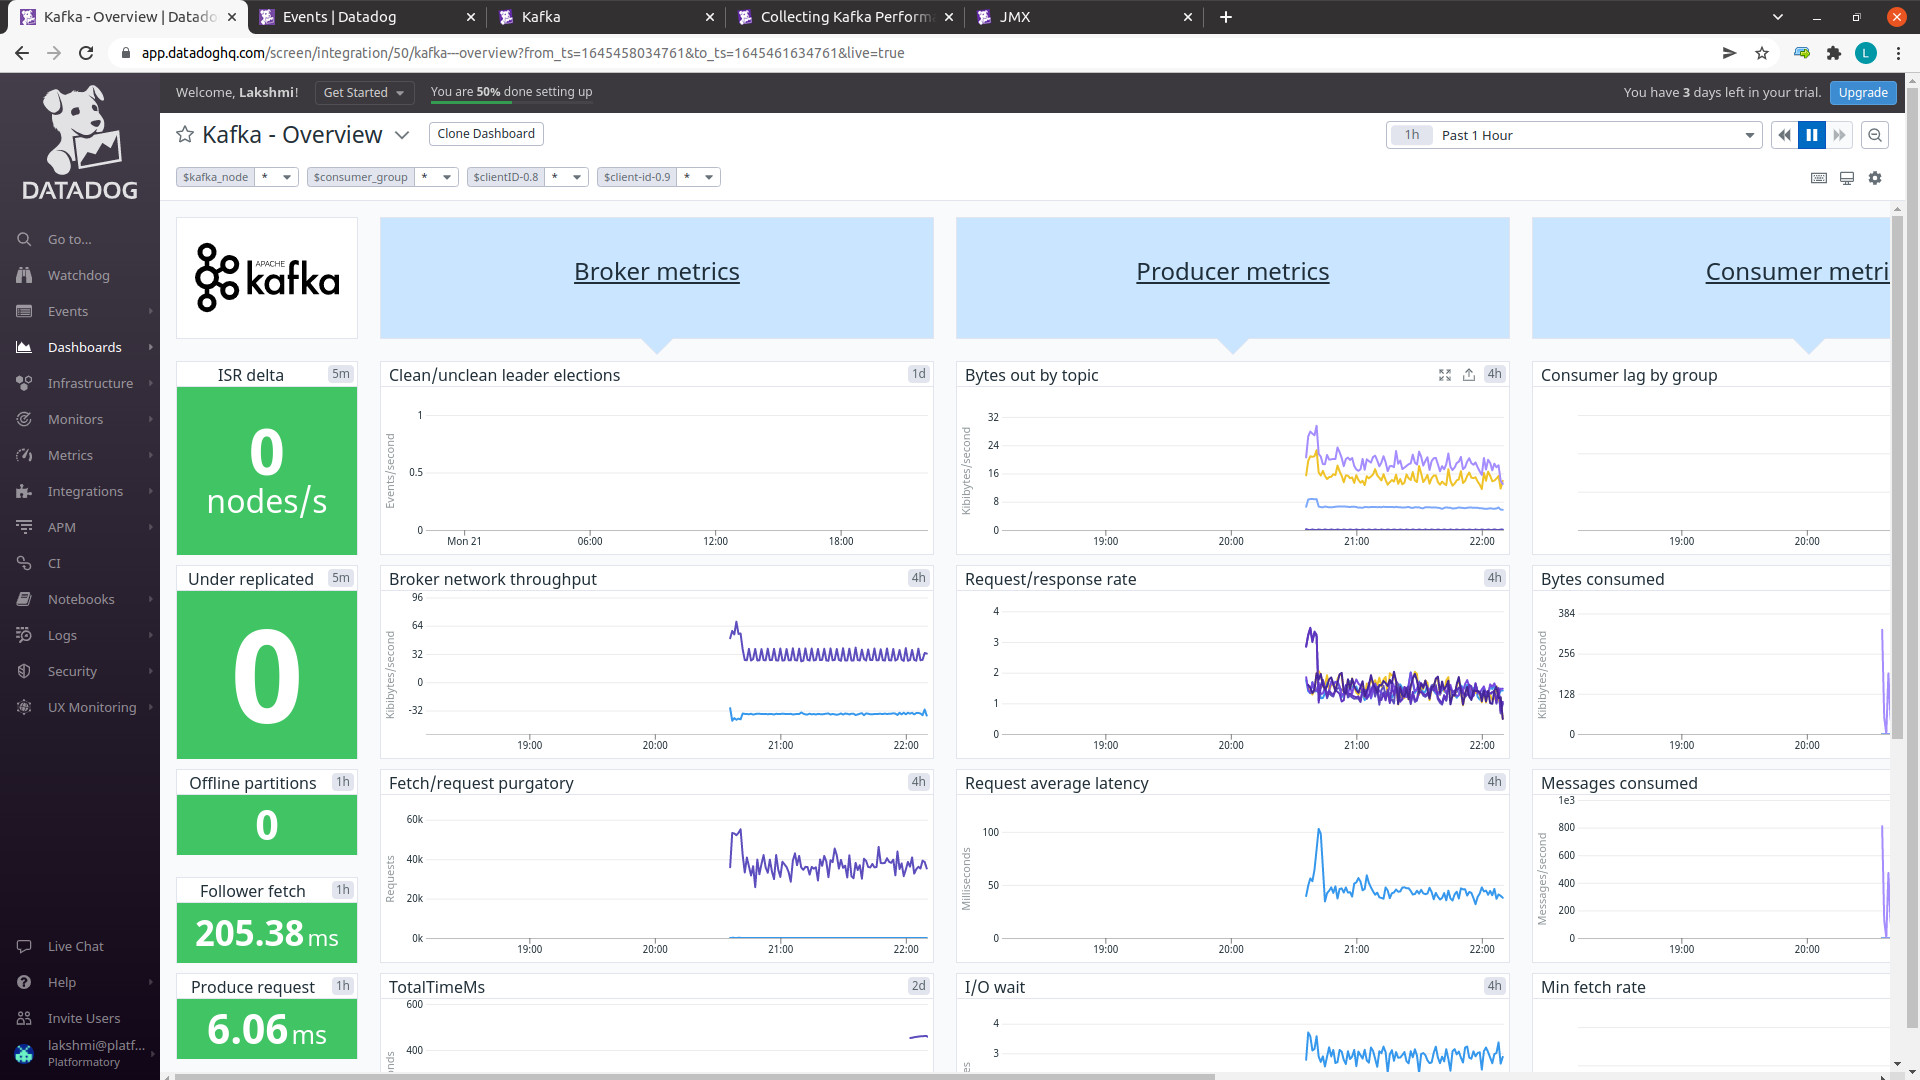 Kafka - Overview | Datado
Events | Datadog
Kafka
Collecting Kafka Perform
JMX
app.datadoghq.com/screen/integration/50/kafka---overview?from_ts=1645458034761&to_ts=1645461634761&live=true
L
DATADOG
Go to...
Watchdog
Events
Dashboards
Infrastructure
Monitors
Metrics
Integrations
APM
CI
Notebooks
Logs
Security
UX Monitoring
Live Chat
Help
Invite Users
lakshmi@platf...
Platformatory
Welcome, Lakshmi!
Get Started
You are 50% done setting up
You have 3 days left in your trial.
Upgrade
Kafka - Overview
Clone Dashboard
1h Past 1 Hour
$kafka_node *
$consumer_group *
$clientID-0.8 *
$client-id-0.9 *
APACHE
kafka
Broker metrics
Producer metrics
Consumer metri
ISR delta 5m
0
nodes/s
Clean/unclean leader elections 1d
Events/second
1
0.5
0
Mon 21 06:00 12:00 18:00
Bytes out by topic 4h
Kibibytes/second
32
24
16
8
0
19:00 20:00 21:00 22:00
Consumer lag by group
19:00 20:00
Under replicated 5m
0
Broker network throughput 4h
Kibibytes/second
96
64
32
0
-32
19:00 20:00 21:00 22:00
Request/response rate 4h
4
3
2
1
0
19:00 20:00 21:00 22:00
Bytes consumed
Kibibytes/second
384
256
128
0
19:00 20:00
Offline partitions 1h
0
Follower fetch 1h
205.38 ms
Fetch/request purgatory 4h
Requests
60k
40k
20k
0k
19:00 20:00 21:00 22:00
Request average latency 4h
Milliseconds
100
50
0
19:00 20:00 21:00 22:00
Messages consumed
Messages/second
1e3
800
600
400
200
0
19:00 20:00
Produce request 1h
6.06 ms
TotalTimeMs 2d
600
400
nds
I/O wait 4h
4
3
es
Min fetch rate